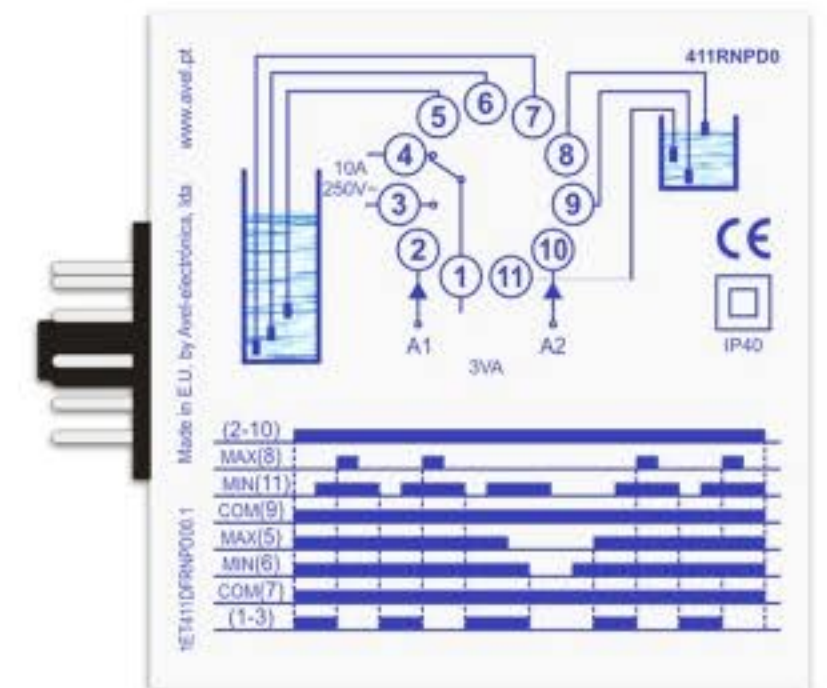 www.avel.pt
Made in E.U. by Avel-electronica, lda
1ET411DFRNPD00.1
411RNPD0
5
6
7
4
8
10A
250V~
3
9
2
10
1
11
A1
A2
3VA
CE
IP40
(2-10)
MAX(8)
MIN(11)
COM(9)
MAX(5)
MIN(6)
COM(7)
(1-3)